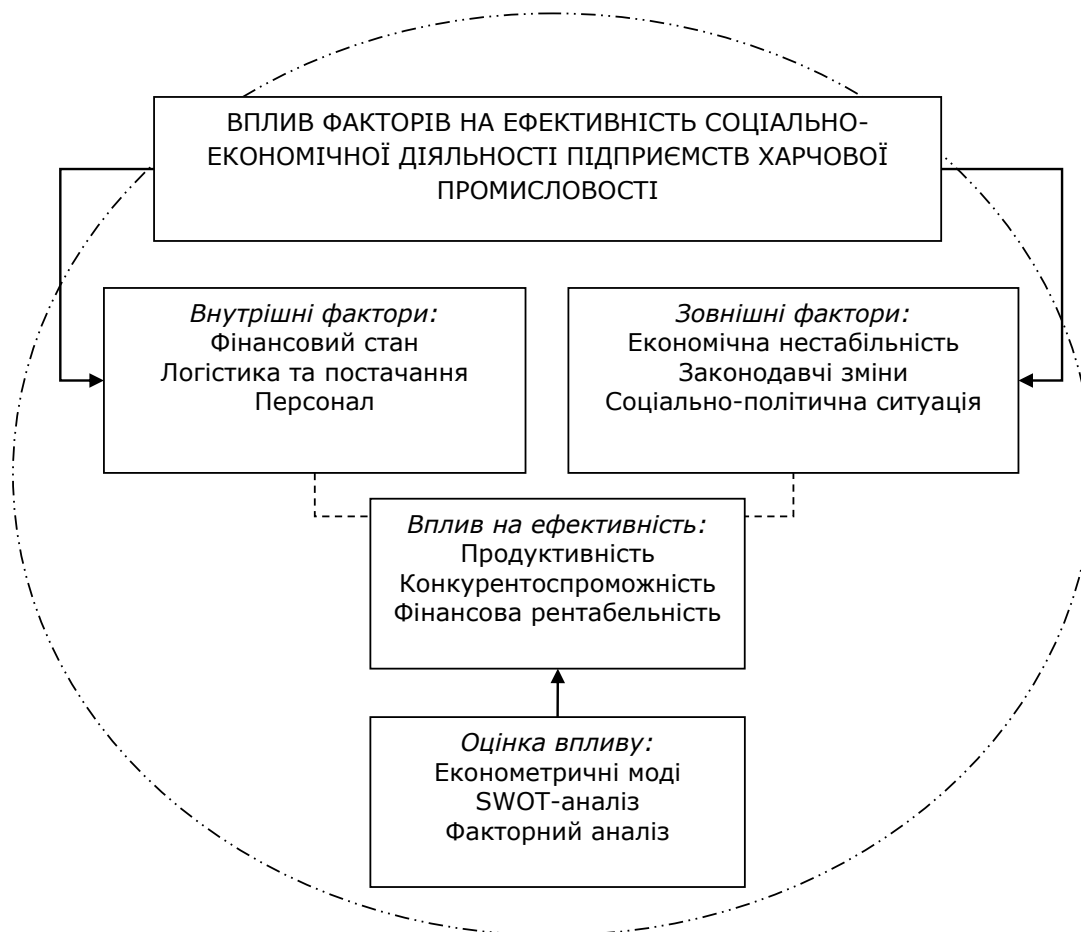 ВПЛИВ ФАКТОРІВ НА ЕФЕКТИВНІСТЬ СОЦІАЛЬНО-
ЕКОНОМІЧНОЇ ДІЯЛЬНОСТІ ПІДПРИЄМСТВ ХАРЧОВОЇ
ПРОМИСЛОВОСТІ
Внутрішні фактори:
Фінансовий стан
Логістика та постачання
Персонал
Зовнішні фактори:
Економічна нестабільність
Законодавчі зміни
Соціально-політична ситуація
Вплив на ефективність:
Продуктивність
Конкурентоспроможність
Фінансова рентабельність
Оцінка впливу:
Економетричні моді
SWOT-аналіз
Факторний аналіз